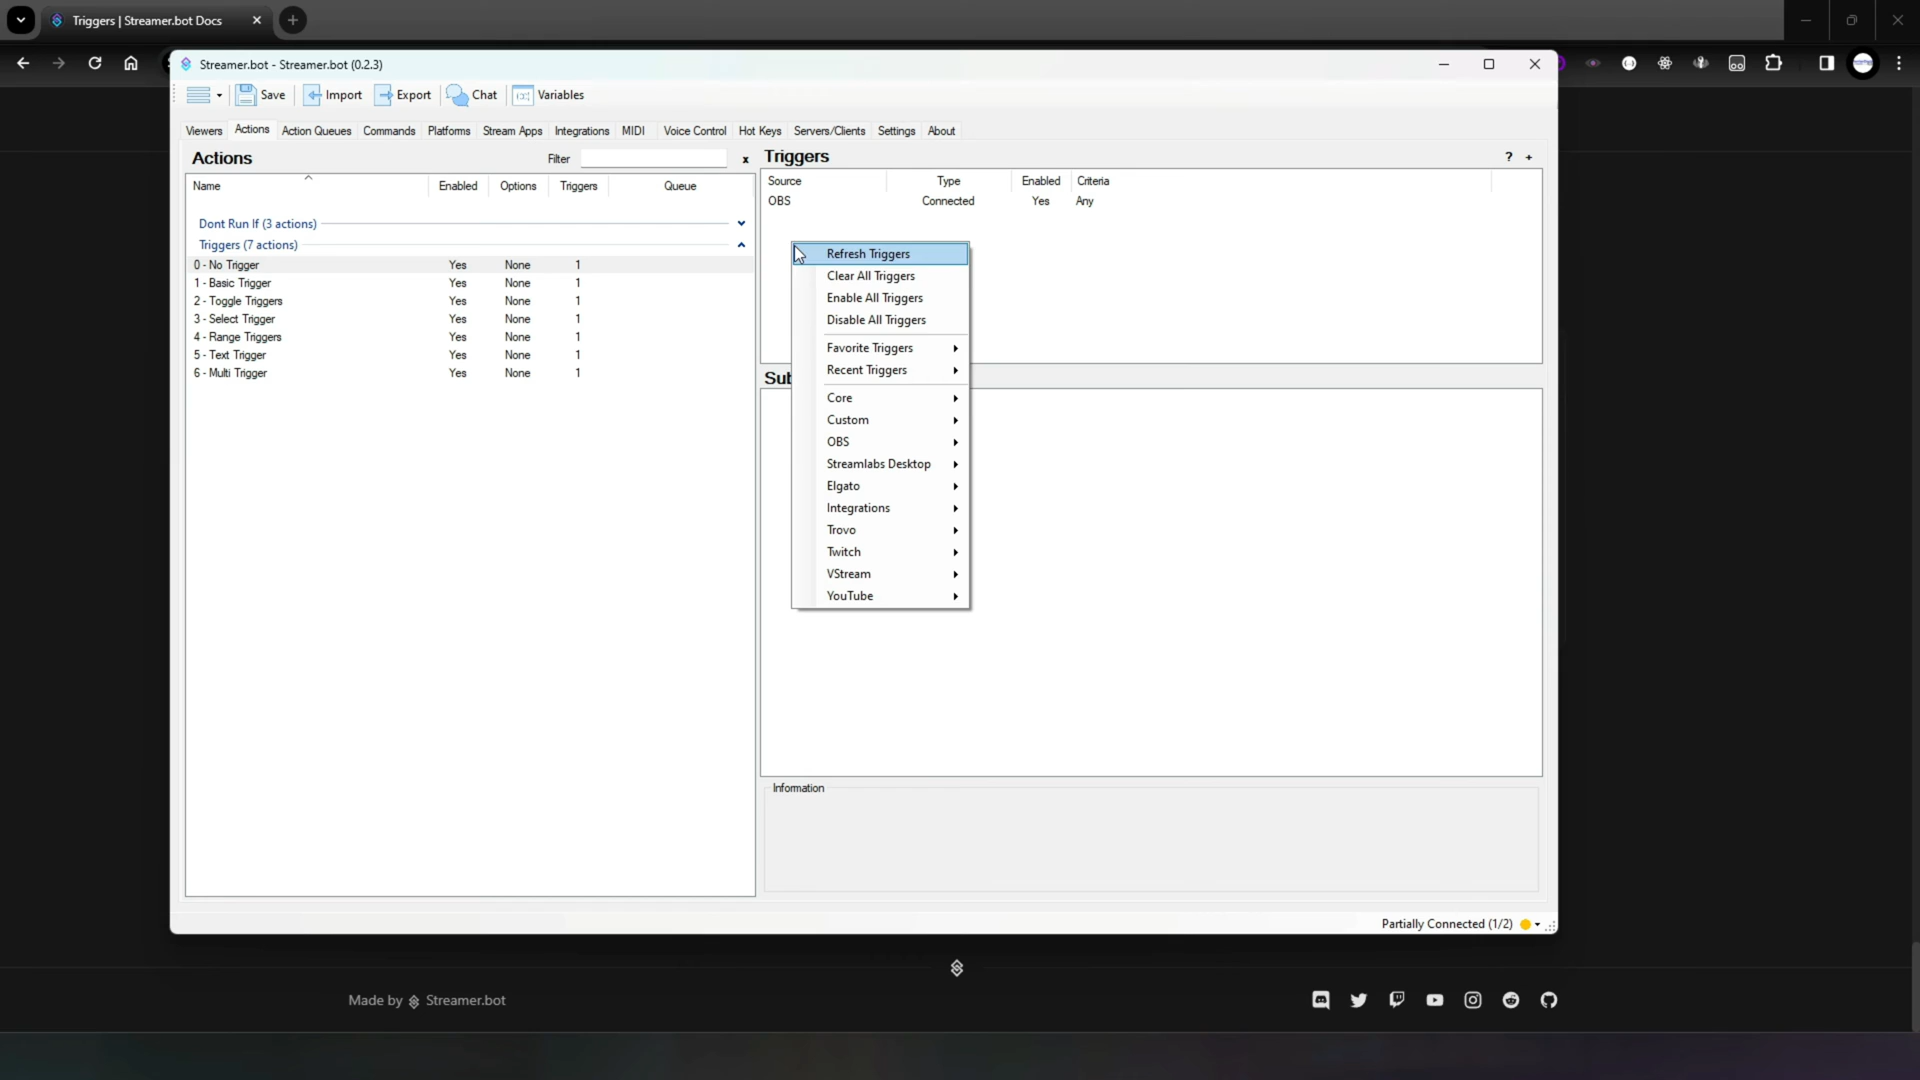 Triggers | Streamer.bot Docs
Streamer.bot - Streamer.bot (0.2.3)
Save Import Export Chat Variables
Viewers Actions Action Queues Commands Platforms Stream Apps Integrations MIDI Voice Control Hot Keys Servers/Clients Settings About
Actions Filter x
Name Enabled Options Triggers Queue
Dont Run If (3 actions)
Triggers (7 actions)
0 - No Trigger Yes None 1
1 - Basic Trigger Yes None 1
2 - Toggle Triggers Yes None 1
3 - Select Trigger Yes None 1
4 - Range Triggers Yes None 1
5 - Text Trigger Yes None 1
6 - Multi Trigger Yes None 1
Triggers ? +
Source Type Enabled Criteria
OBS Connected Yes Any
Refresh Triggers
Clear All Triggers
Enable All Triggers
Disable All Triggers
Favorite Triggers
Recent Triggers
Core
Custom
OBS
Streamlabs Desktop
Elgato
Integrations
Trovo
Twitch
VStream
YouTube
Information
Partially Connected (1/2)
Made by Streamer.bot